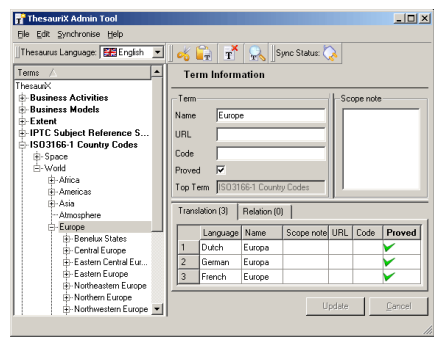 ThesauriX Admin Tool
File Edit Synchronise Help
Thesaurus Language: English Sync Status:
Terms
ThesauriX
Business Activities
Business Models
Extent
IPTC Subject Reference S...
ISO3166-1 Country Codes
Space
World
Africa
Americas
Asia
Atmosphere
Europe
Benelux States
Central Europe
Eastern Central Eur...
Eastern Europe
Northeastern Europe
Northern Europe
Northwestern Europe
Term Information
Term
Name Europe
URL
Code
Proved
Top Term ISO3166-1 Country Codes
Scope note
Translation (3) Relation (0)
Language Name Scope note URL Code Proved
1 Dutch Europa
2 German Europa
3 French Europe
Update Cancel